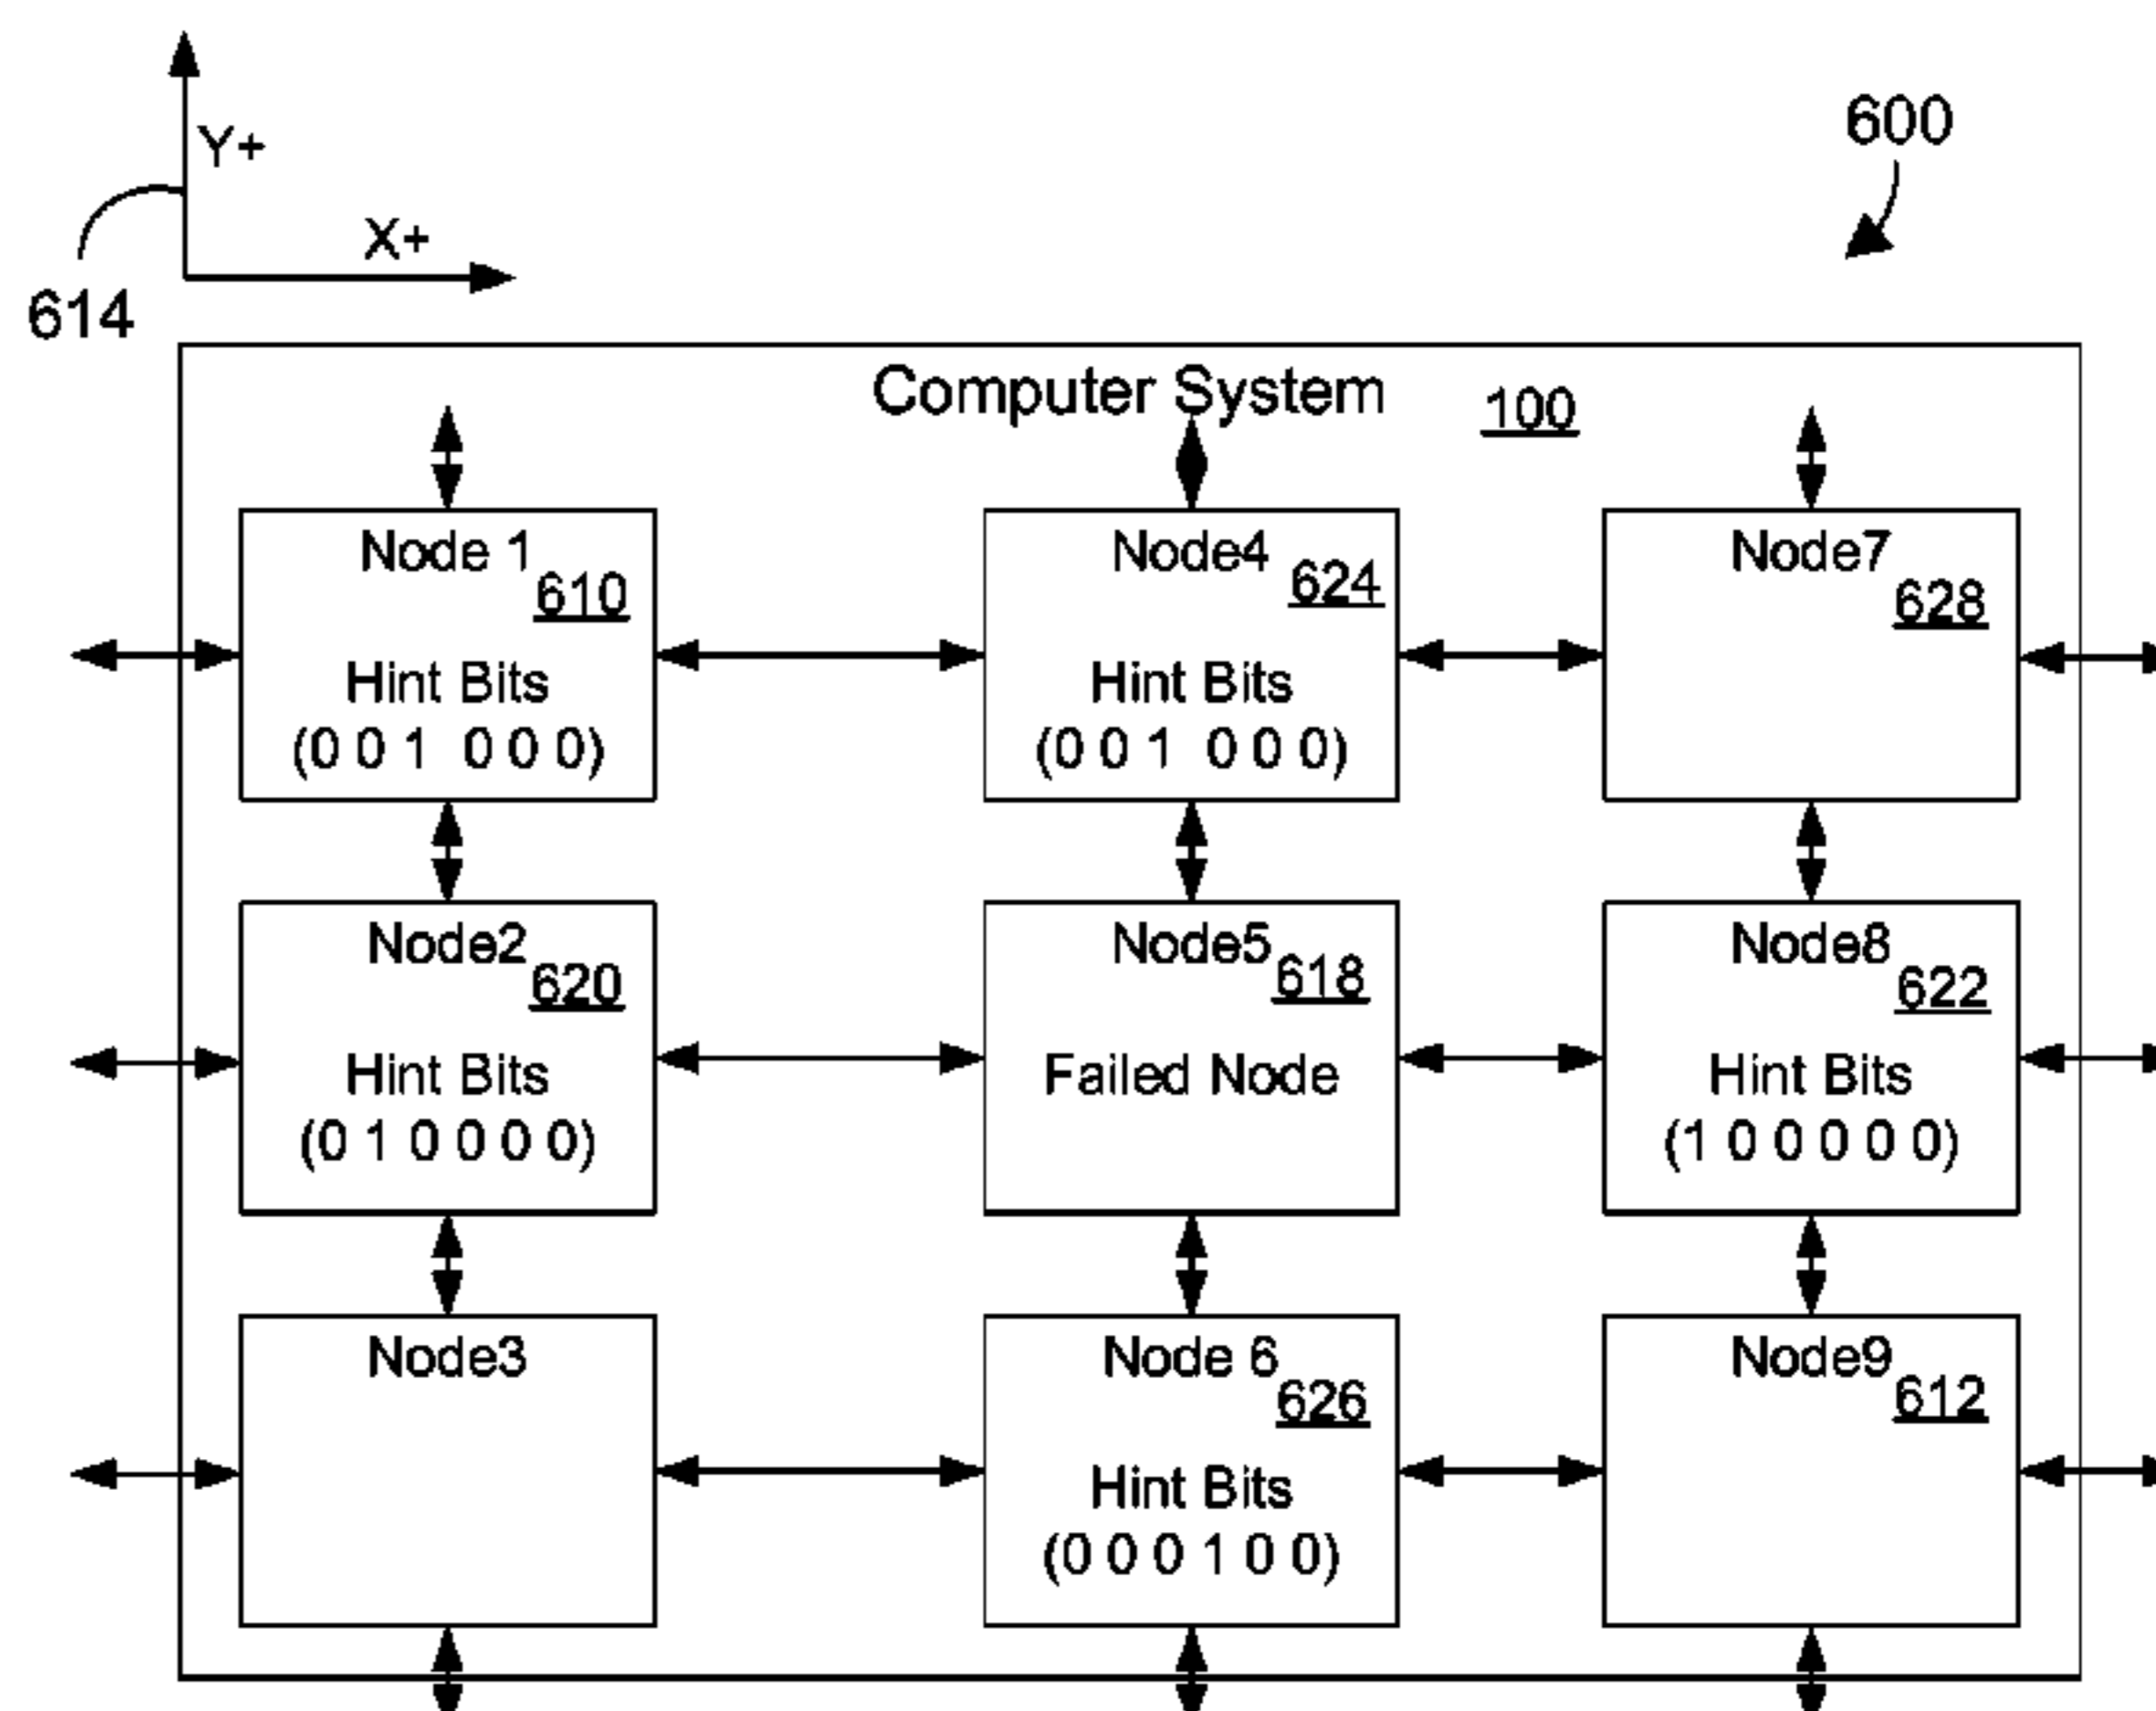 Y+
X+
614
600
Computer System 100
Node 1
610
Hint Bits
(0 0 1 0 0 0)
Node4
624
Hint Bits
(0 0 1 0 0 0)
Node7
628
Node2
620
Hint Bits
(0 1 0 0 0 0)
Node5
618
Failed Node
Node8
622
Hint Bits
(1 0 0 0 0 0)
Node3
Node 6
626
Hint Bits
(0 0 0 1 0 0)
Node9
612